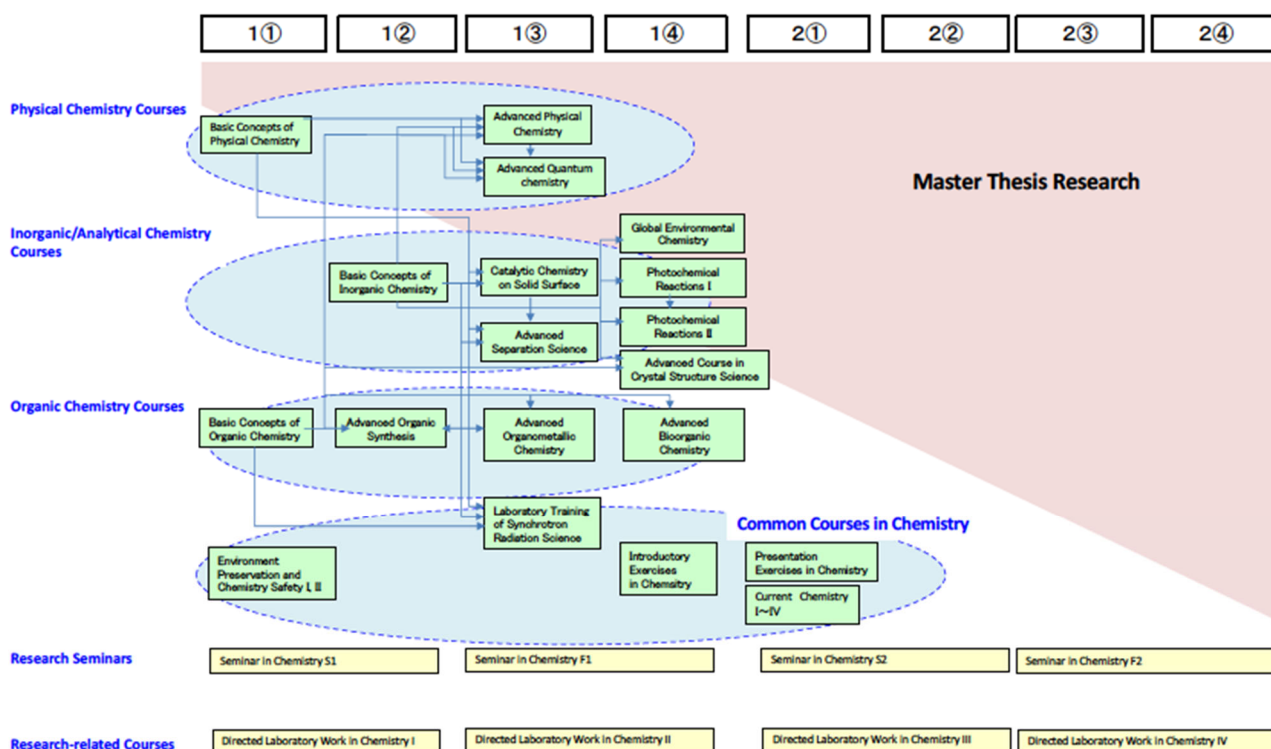 1①
1②
1③
1④
2①
2②
2③
2④
Physical Chemistry Courses
Basic Concepts of
Physical Chemistry
Advanced Physical
Chemistry
Advanced Quantum
chemistry
Master Thesis Research
Inorganic/Analytical Chemistry
Courses
Global Environmental
Chemistry
Basic Concepts of
Inorganic Chemistry
Catalytic Chemistry
on Solid Surface
Photochemical
Reactions Ⅰ
Photochemical
Reactions Ⅱ
Advanced
Separation Science
Advanced Course in
Crystal Structure Science
Organic Chemistry Courses
Basic Concepts of
Organic Chemistry
Advanced Organic
Synthesis
Advanced
Organometallic
Chemistry
Advanced
Bioorganic
Chemistry
Laboratory Training
of Synchrotron
Radiation Science
Common Courses in Chemistry
Environment
Preservation and
Chemistry Safety I, II
Introductory
Exercises
in Chemsitry
Presentation
Exercises in Chemistry
Current Chemistry
Ⅰ～Ⅳ
Research Seminars
Seminar in Chemistry S1
Seminar in Chemistry F1
Seminar in Chemistry S2
Seminar in Chemistry F2
Research-related Courses
Directed Laboratory Work in Chemistry I
Directed Laboratory Work in Chemistry II
Directed Laboratory Work in Chemistry III
Directed Laboratory Work in Chemistry IV